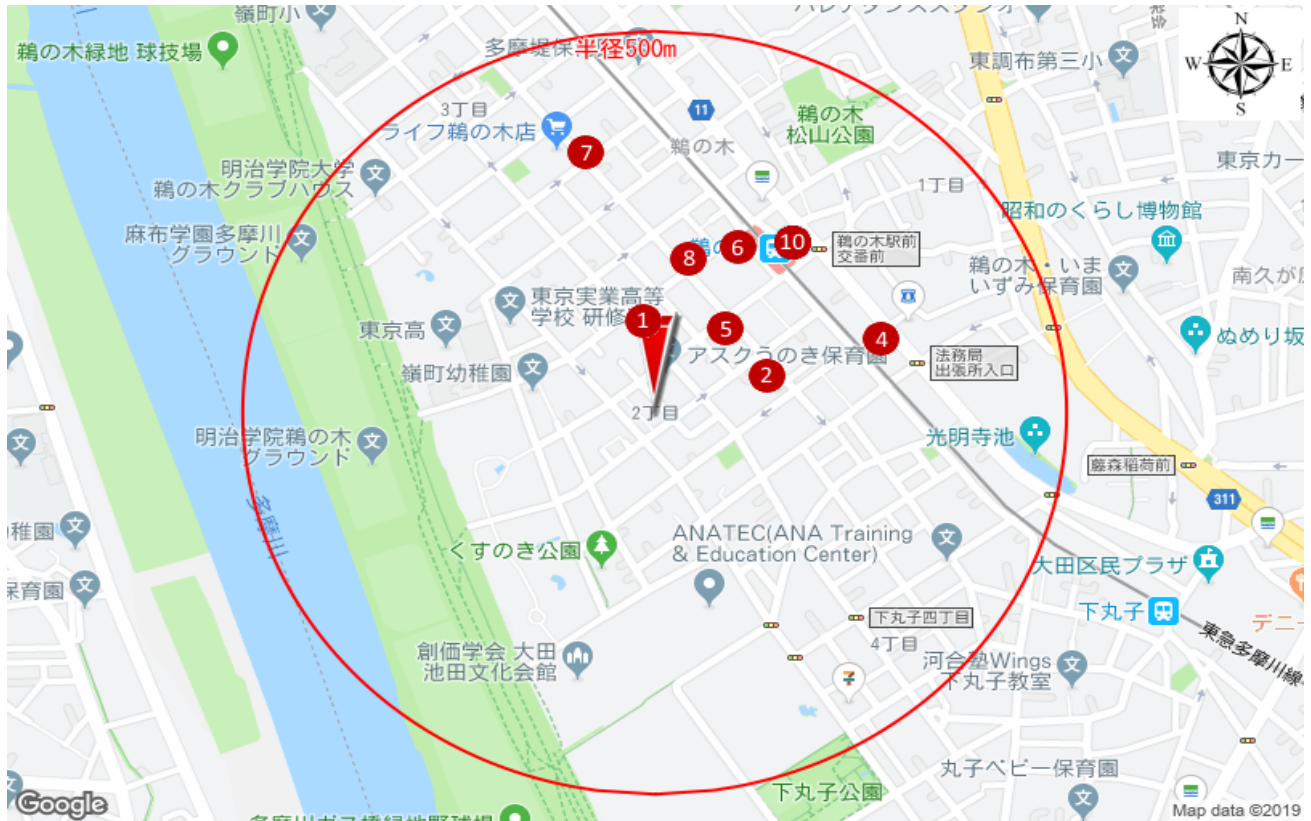 嶺町小
鵜の木緑地 球技場
多摩堤保
半径500m
東調布第三小
N
W
E
S
3丁目
11
ライフ鵜の木店
7
鵜の木
鵜の木
松山公園
明治学院大学
鵜の木クラブハウス
1丁目
東京カー
昭和のくらし博物館
麻布学園多摩川
グラウンド
8
6
10
鵜の木駅前
交番前
鵜の木・いま
いずみ保育園
南久が
東京実業高等
学校 研修
1
5
4
東京高
アスクうのき保育園
ぬめり坂
嶺町幼稚園
2
法務局
出張所入口
2丁目
明治学院鵜の木
グラウンド
光明寺池
藤森稲荷前
311
多摩川
稚園
くすのき公園
ANATEC(ANA Training
& Education Center)
大田区民プラザ
保育園
下丸子
デニー
下丸子四丁目
4丁目
東急多摩川線
創価学会 大田
池田文化会館
河合塾Wings
下丸子教室
丸子ベビー保育園
下丸子公園
Google
Map data ©2019